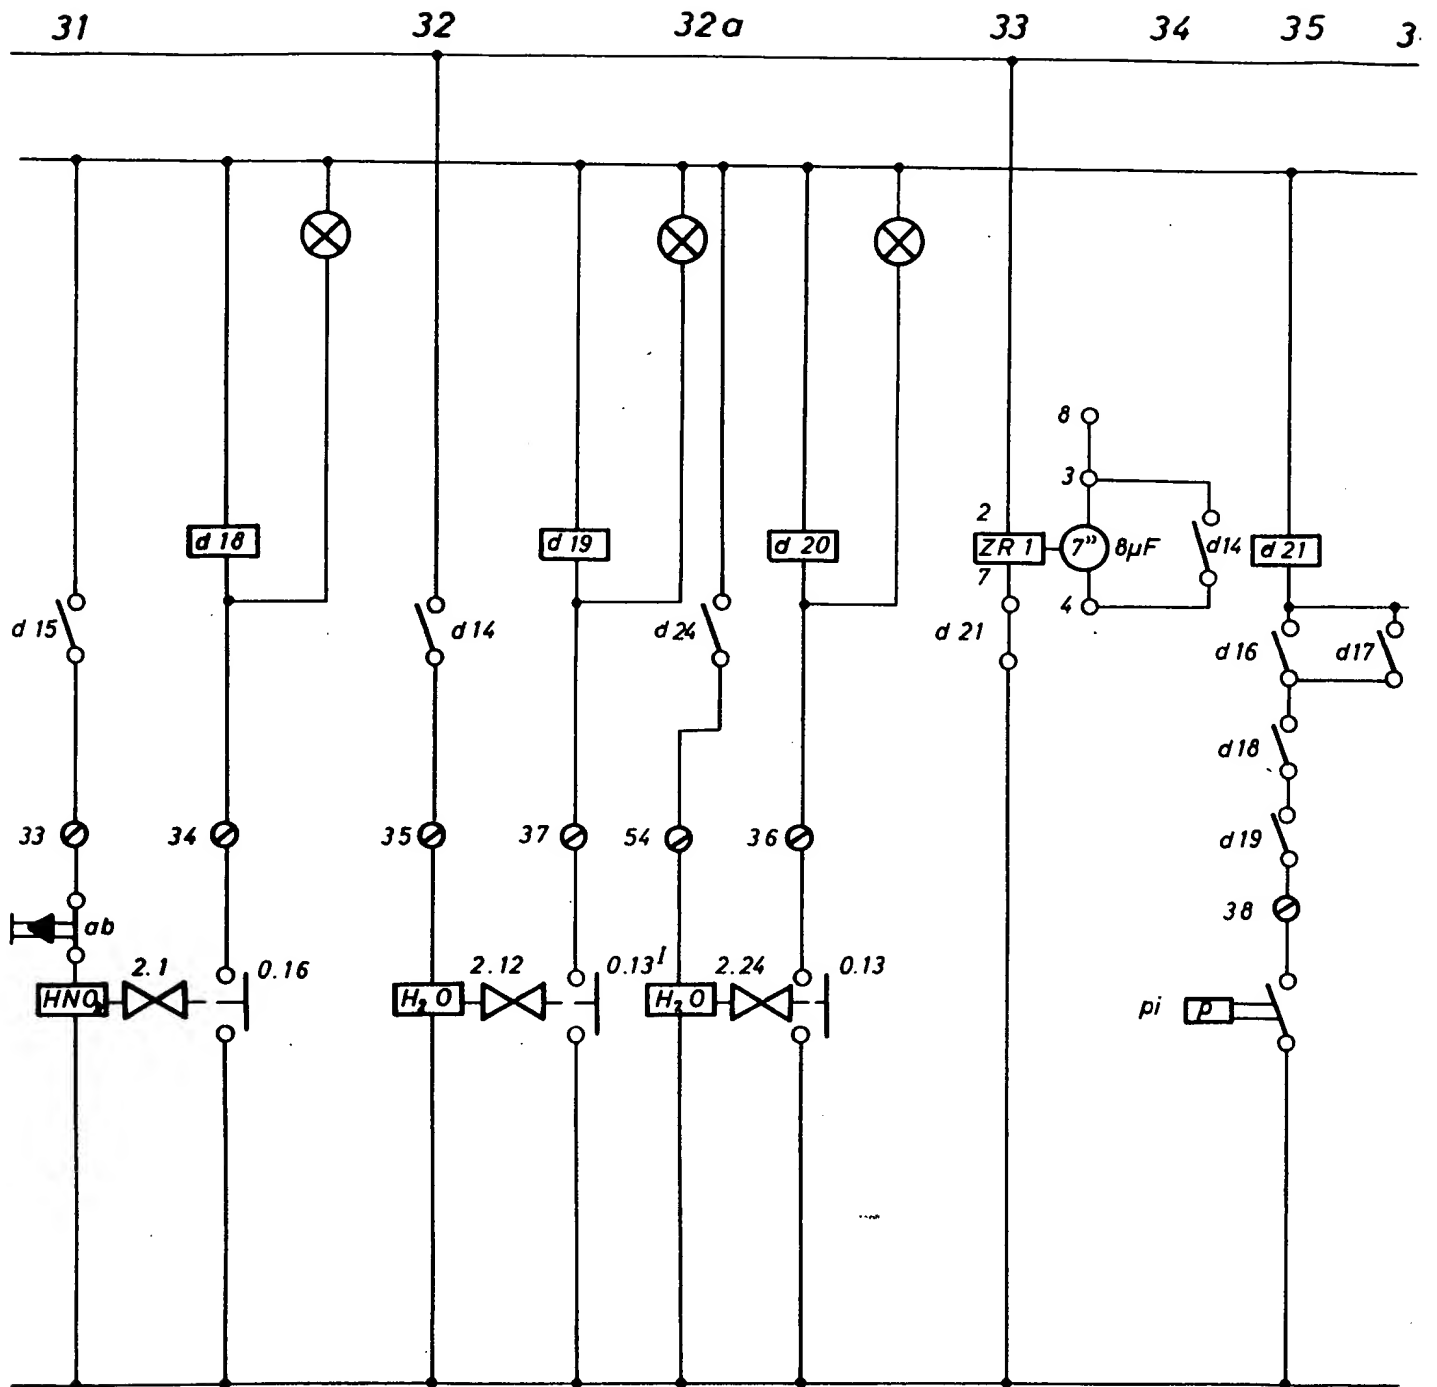 31 32 32a 33 34 35 3
8
3
2
d 18 d 19 d 20 ZR 1 7" 8µF d14 d 21
7
4
d 15 d 14 d 24 d 21 d 16 d17
d 18
33 34 35 37 54 36 d 19
38
ab
2.1 0.16 2.12 0.13 I 2.24 0.13
HNO3 H2O H2O pi p